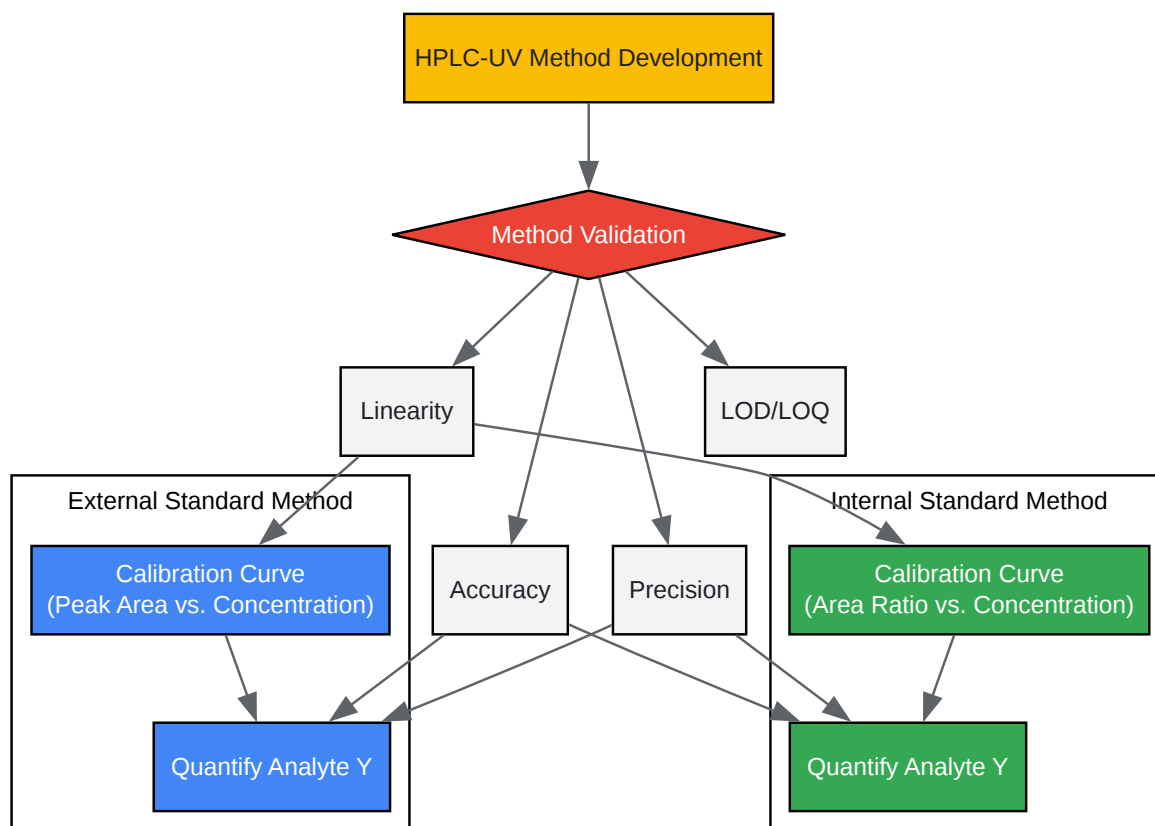 HPLC-UV Method Development
Method Validation
Linearity
LOD/LOQ
External Standard Method
Internal Standard Method
Calibration Curve
(Peak Area vs. Concentration)
Accuracy
Precision
Calibration Curve
(Area Ratio vs. Concentration)
Quantify Analyte Y
Quantify Analyte Y